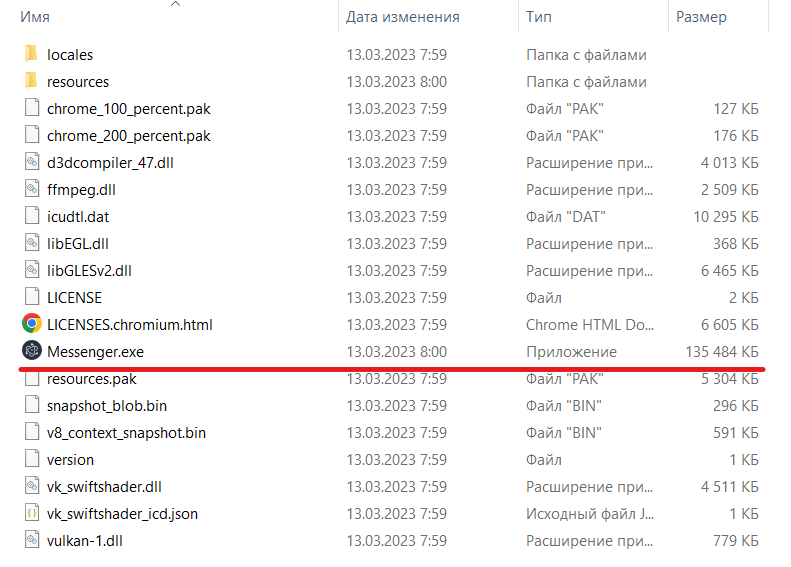 Имя Дата изменения Тип Размер
locales 13.03.2023 7:59 Папка с файлами
resources 13.03.2023 8:00 Папка с файлами
chrome_100_percent.pak 13.03.2023 7:59 Файл "PAK" 127 КБ
chrome_200_percent.pak 13.03.2023 7:59 Файл "PAK" 176 КБ
d3dcompiler_47.dll 13.03.2023 7:59 Расширение при... 4 013 КБ
ffmpeg.dll 13.03.2023 7:59 Расширение при... 2 509 КБ
icudtl.dat 13.03.2023 7:59 Файл "DAT" 10 295 КБ
libEGL.dll 13.03.2023 7:59 Расширение при... 368 КБ
libGLESv2.dll 13.03.2023 7:59 Расширение при... 6 465 КБ
LICENSE 13.03.2023 7:59 Файл 2 КБ
LICENSES.chromium.html 13.03.2023 7:59 Chrome HTML Do... 6 605 КБ
Messenger.exe 13.03.2023 8:00 Приложение 135 484 КБ
resources.pak 13.03.2023 7:59 Файл "PAK" 5 304 КБ
snapshot_blob.bin 13.03.2023 7:59 Файл "BIN" 296 КБ
v8_context_snapshot.bin 13.03.2023 7:59 Файл "BIN" 591 КБ
version 13.03.2023 7:59 Файл 1 КБ
vk_swiftshader.dll 13.03.2023 7:59 Расширение при... 4 511 КБ
vk_swiftshader_icd.json 13.03.2023 7:59 Исходный файл J... 1 КБ
vulkan-1.dll 13.03.2023 7:59 Расширение при... 779 КБ